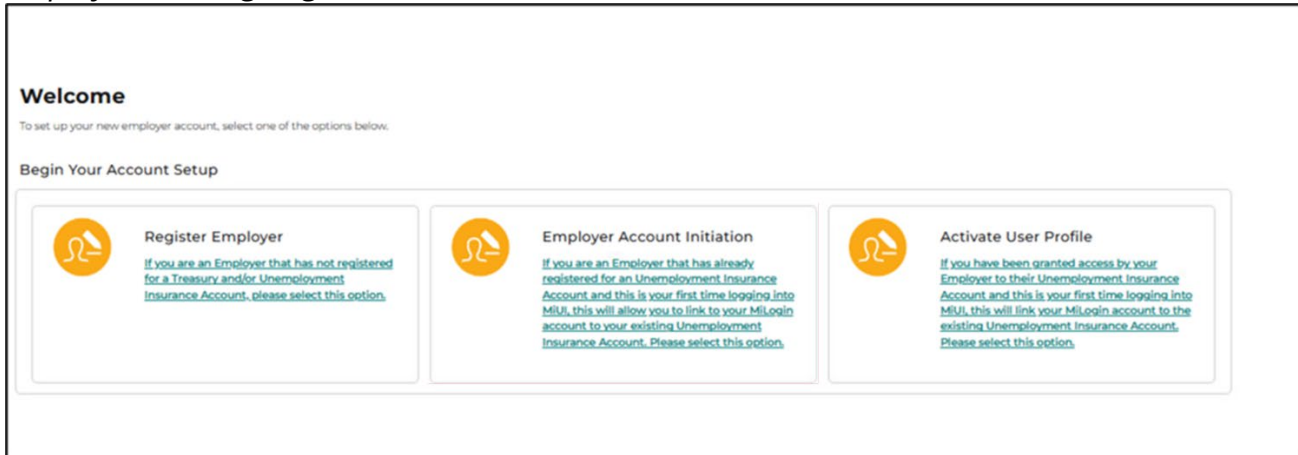 Welcome
To set up your new employer account, select one of the options below.
Begin Your Account Setup
Register Employer
If you are an Employer that has not registered
for a Treasury and/or Unemployment
Insurance Account, please select this option.
Employer Account Initiation
If you are an Employer that has already
registered for an Unemployment Insurance
Account and this is your first time logging into
MiUI, this will allow you to link to your MiLogin
account to your existing Unemployment
Insurance Account. Please select this option.
Activate User Profile
If you have been granted access by your
Employer to their Unemployment Insurance
Account and this is your first time logging into
MiUI, this will link your MiLogin account to the
existing Unemployment Insurance Account.
Please select this option.